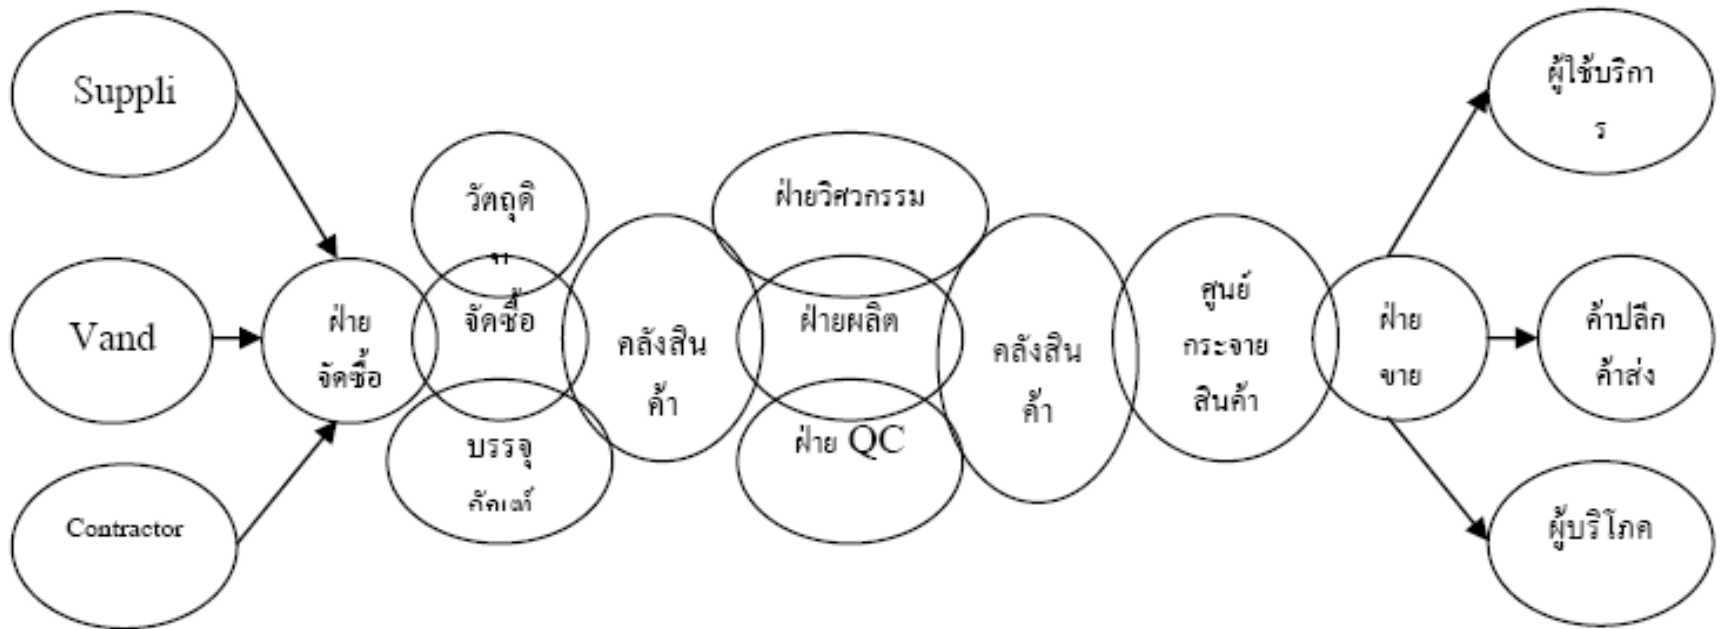 Suppli
Vand
Contractor
ฝ่าย
จัดซื้อ
วัตถุดิ
จัดซื้อ
บรรจุ
คลังสิน
ค้า
ฝ่ายวิศวกรรม
ฝ่ายผลิต
ฝ่าย QC
คลังสิน
ค้า
ศูนย์
กระจาย
สินค้า
ฝ่าย
ขาย
ผู้ใช้บริกา
ร
ค้าปลีก
ค้าส่ง
ผู้บริโภค